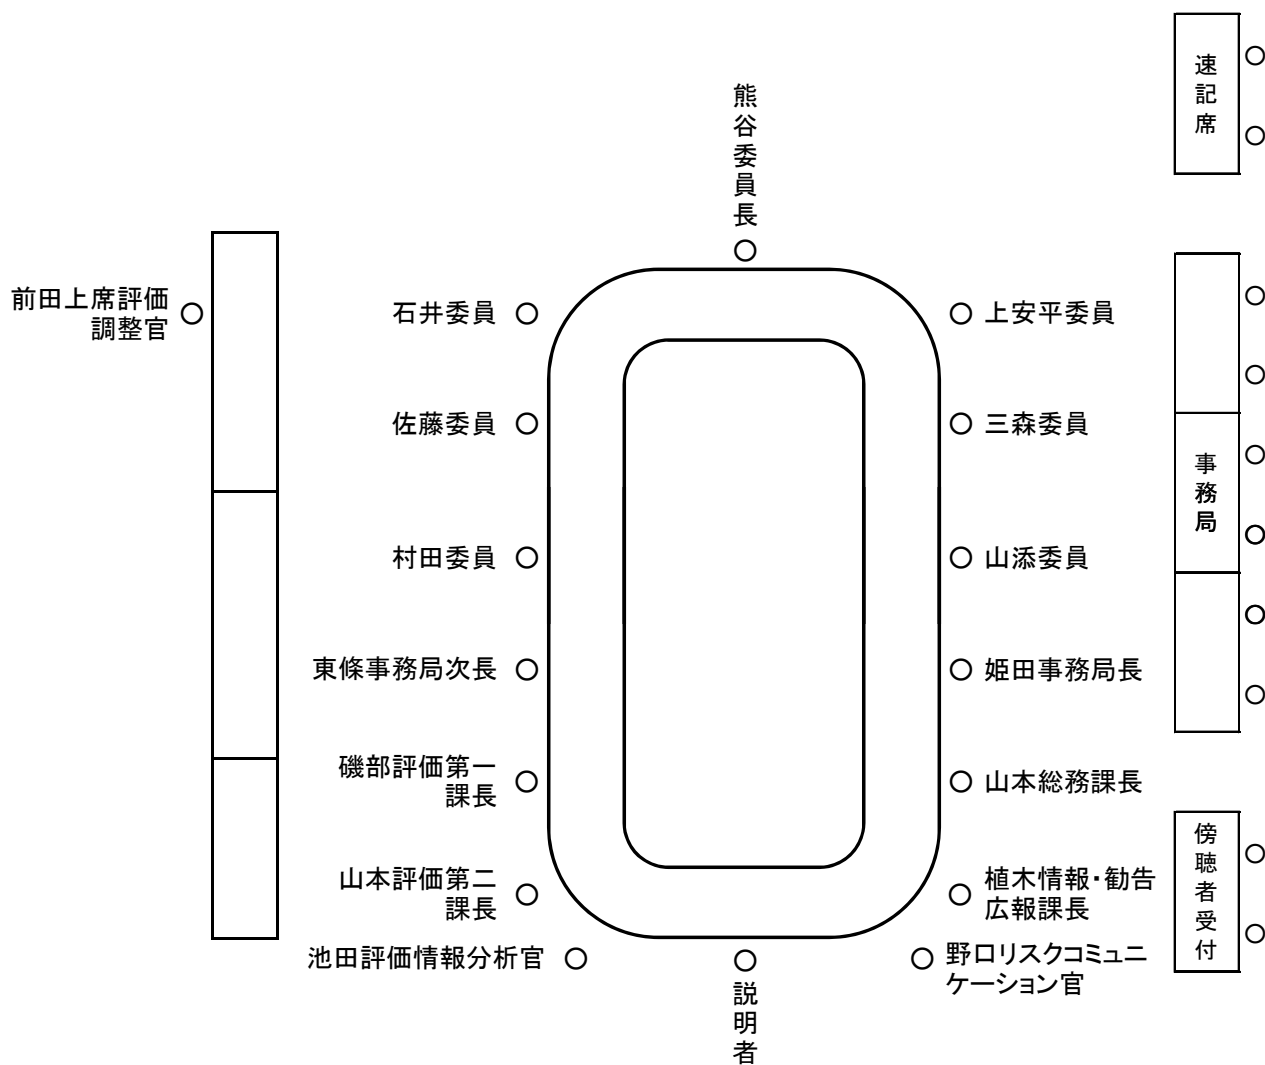 速記席
熊谷委員長
前田上席評価
調整官
石井委員
上安平委員
佐藤委員
三森委員
事務局
村田委員
山添委員
東條事務局次長
姫田事務局長
磯部評価第一
課長
山本総務課長
傍聴者受付
山本評価第二
課長
植木情報・勧告
広報課長
池田評価情報分析官
野口リスクコミュニ
ケーション官
説明者